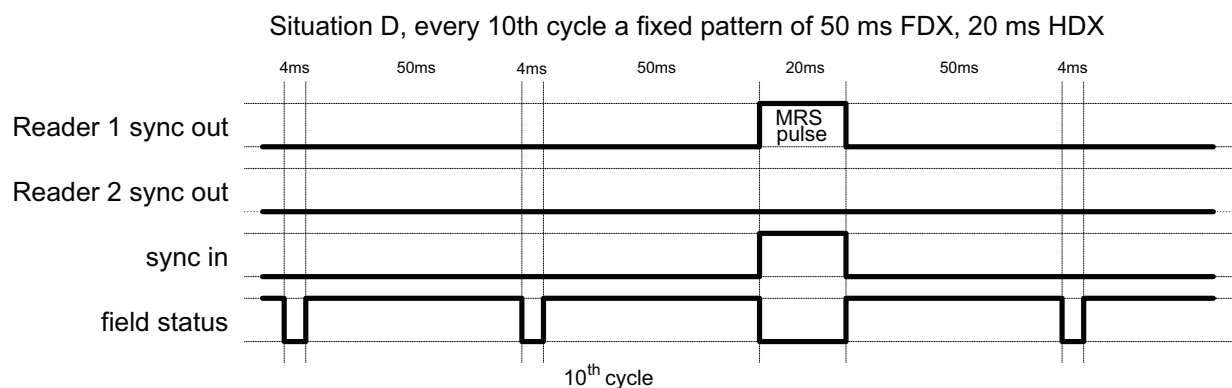 Situation D, every 10th cycle a fixed pattern of 50 ms FDX, 20 ms HDX
4ms 50ms 4ms 50ms 20ms 50ms 4ms
Reader 1 sync out
MRS
pulse
Reader 2 sync out
sync in
field status
10th cycle